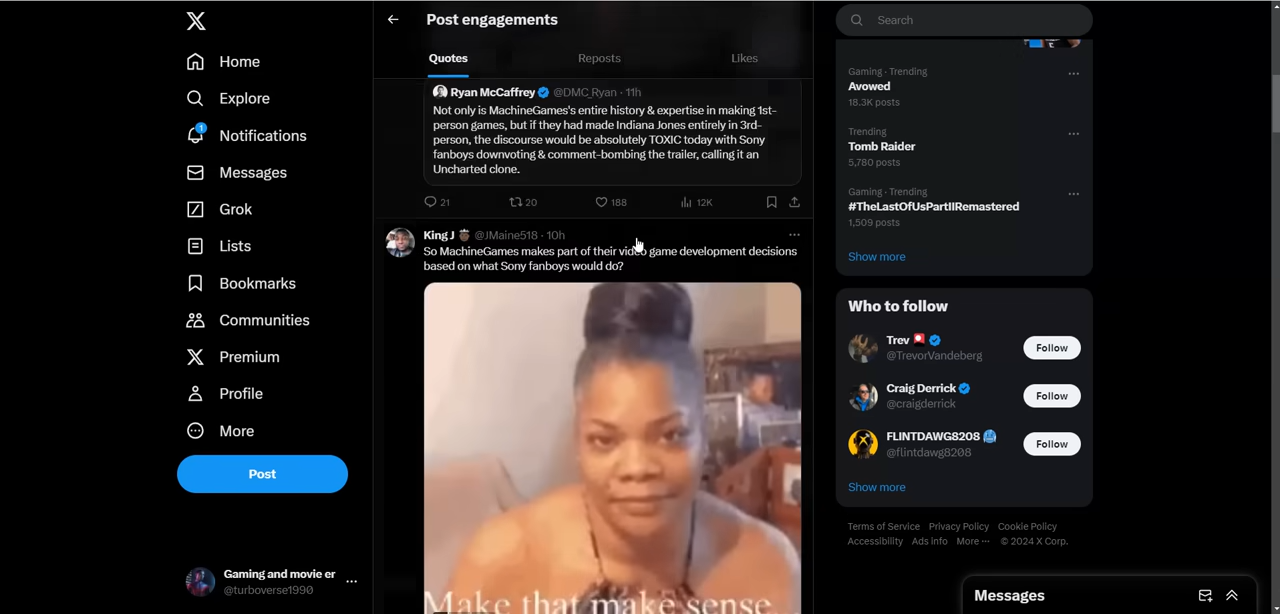 Home
Explore
1
Notifications
Messages
Grok
Lists
Bookmarks
Communities
Premium
Profile
More
Post
Gaming and movie er
@turboverse1990
Post engagements
Quotes
Reposts
Likes
Ryan McCaffrey @DMC_Ryan · 11h
Not only is MachineGames's entire history & expertise in making 1st-
person games, but if they had made Indiana Jones entirely in 3rd-
person, the discourse would be absolutely TOXIC today with Sony
fanboys downvoting & comment-bombing the trailer, calling it an
Uncharted clone.
21
20
188
12K
King J @JMaine518 · 10h
So MachineGames makes part of their video game development decisions
based on what Sony fanboys would do?
Make that make sense
Search
Gaming · Trending
Avowed
18.3K posts
Trending
Tomb Raider
5,780 posts
Gaming · Trending
#TheLastOfUsPartIIRemastered
1,509 posts
Show more
Who to follow
Trev
@TrevorVandeberg
Follow
Craig Derrick
@craigderrick
Follow
FLINTDAWG8208
@flintdawg8208
Follow
Show more
Terms of Service Privacy Policy Cookie Policy
Accessibility Ads info More ··· © 2024 X Corp.
Messages